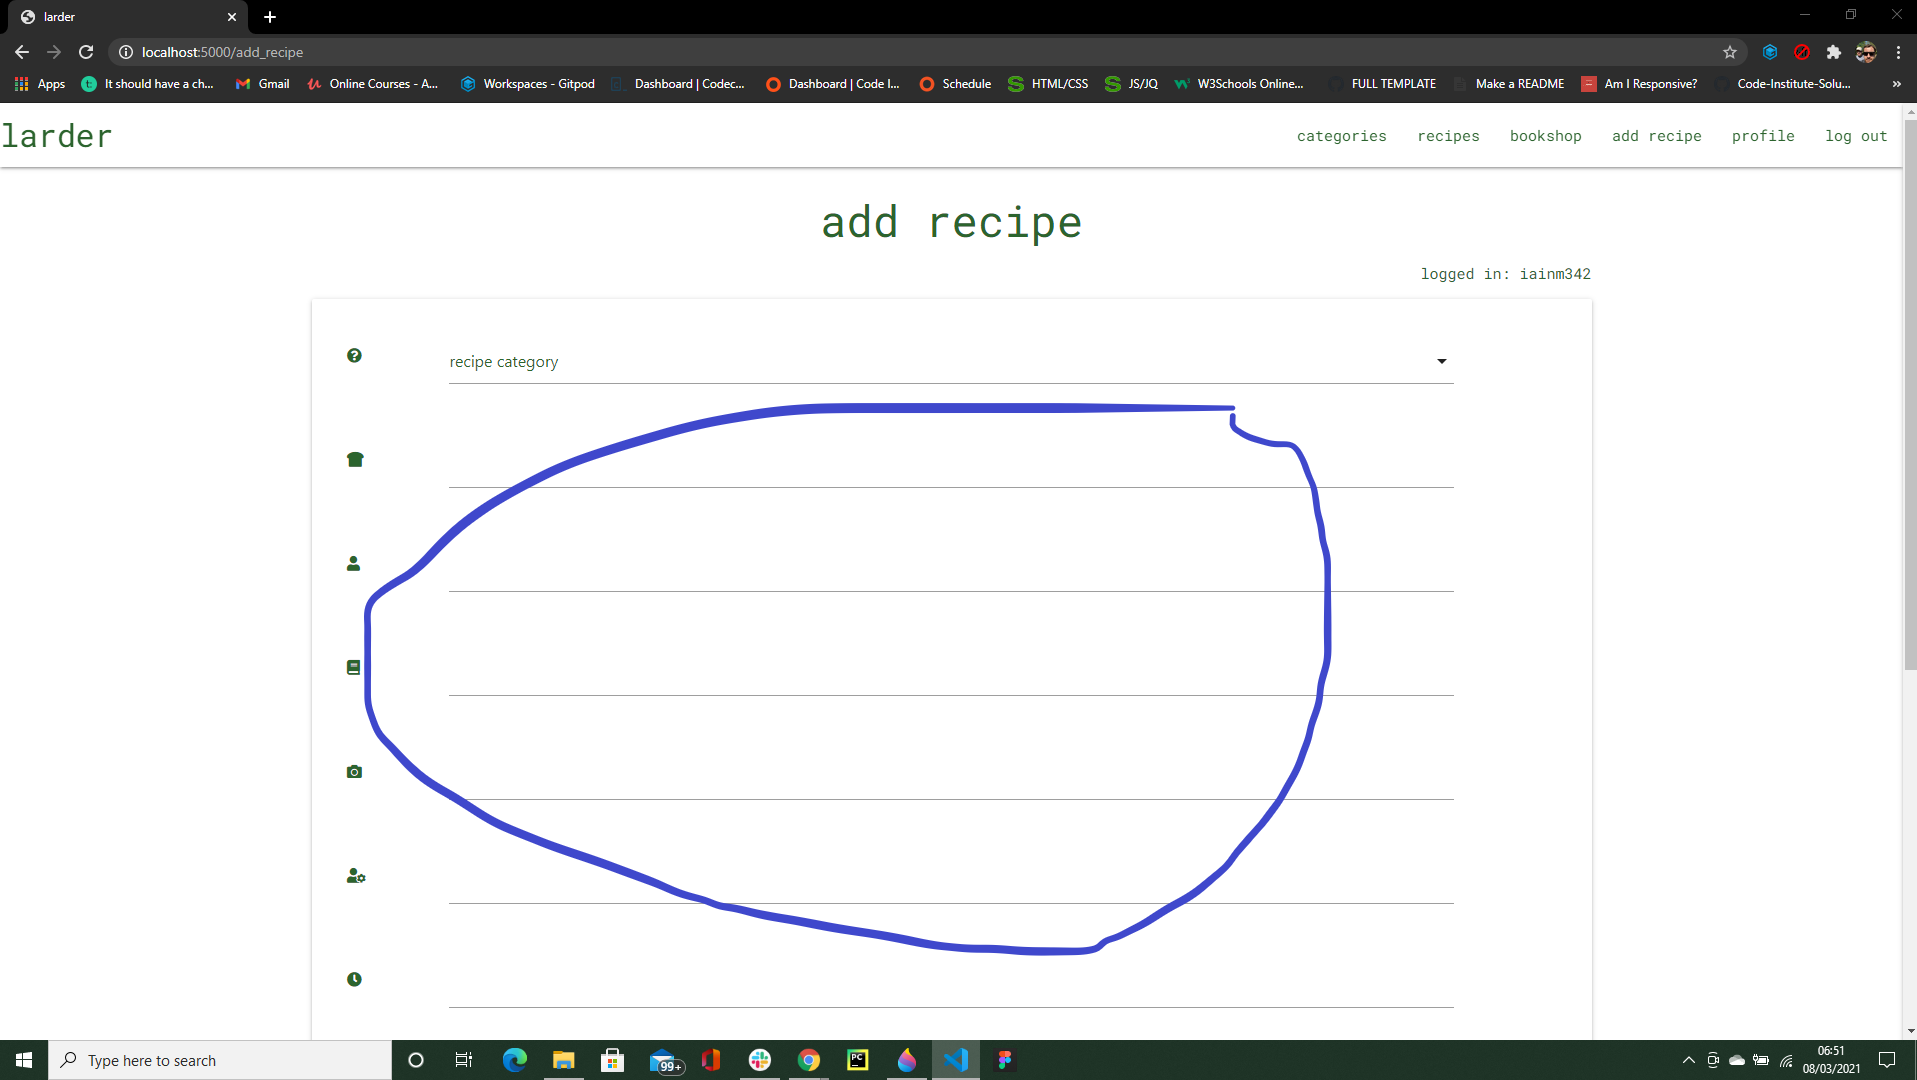 larder
localhost:5000/add_recipe
Apps It should have a ch... Gmail Online Courses - A... Workspaces - Gitpod Dashboard | Codec... Dashboard | Code I... Schedule HTML/CSS JS/JQ W3Schools Online... FULL TEMPLATE Make a README Am I Responsive? Code-Institute-Solu... »
larder categories recipes bookshop add recipe profile log out
add recipe
logged in: iainm342
recipe category
Type here to search 99+ PC 06:51
08/03/2021